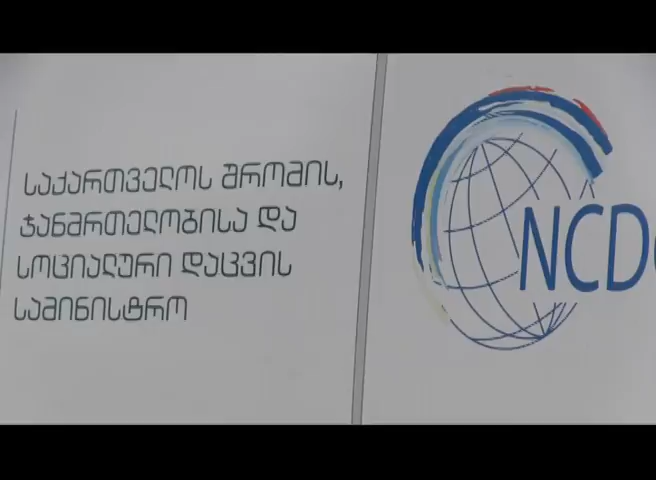 საქართველოს შრომის,
ჯანმრთელობისა და
სოციალური დაცვის
სამინისტრო
NCD